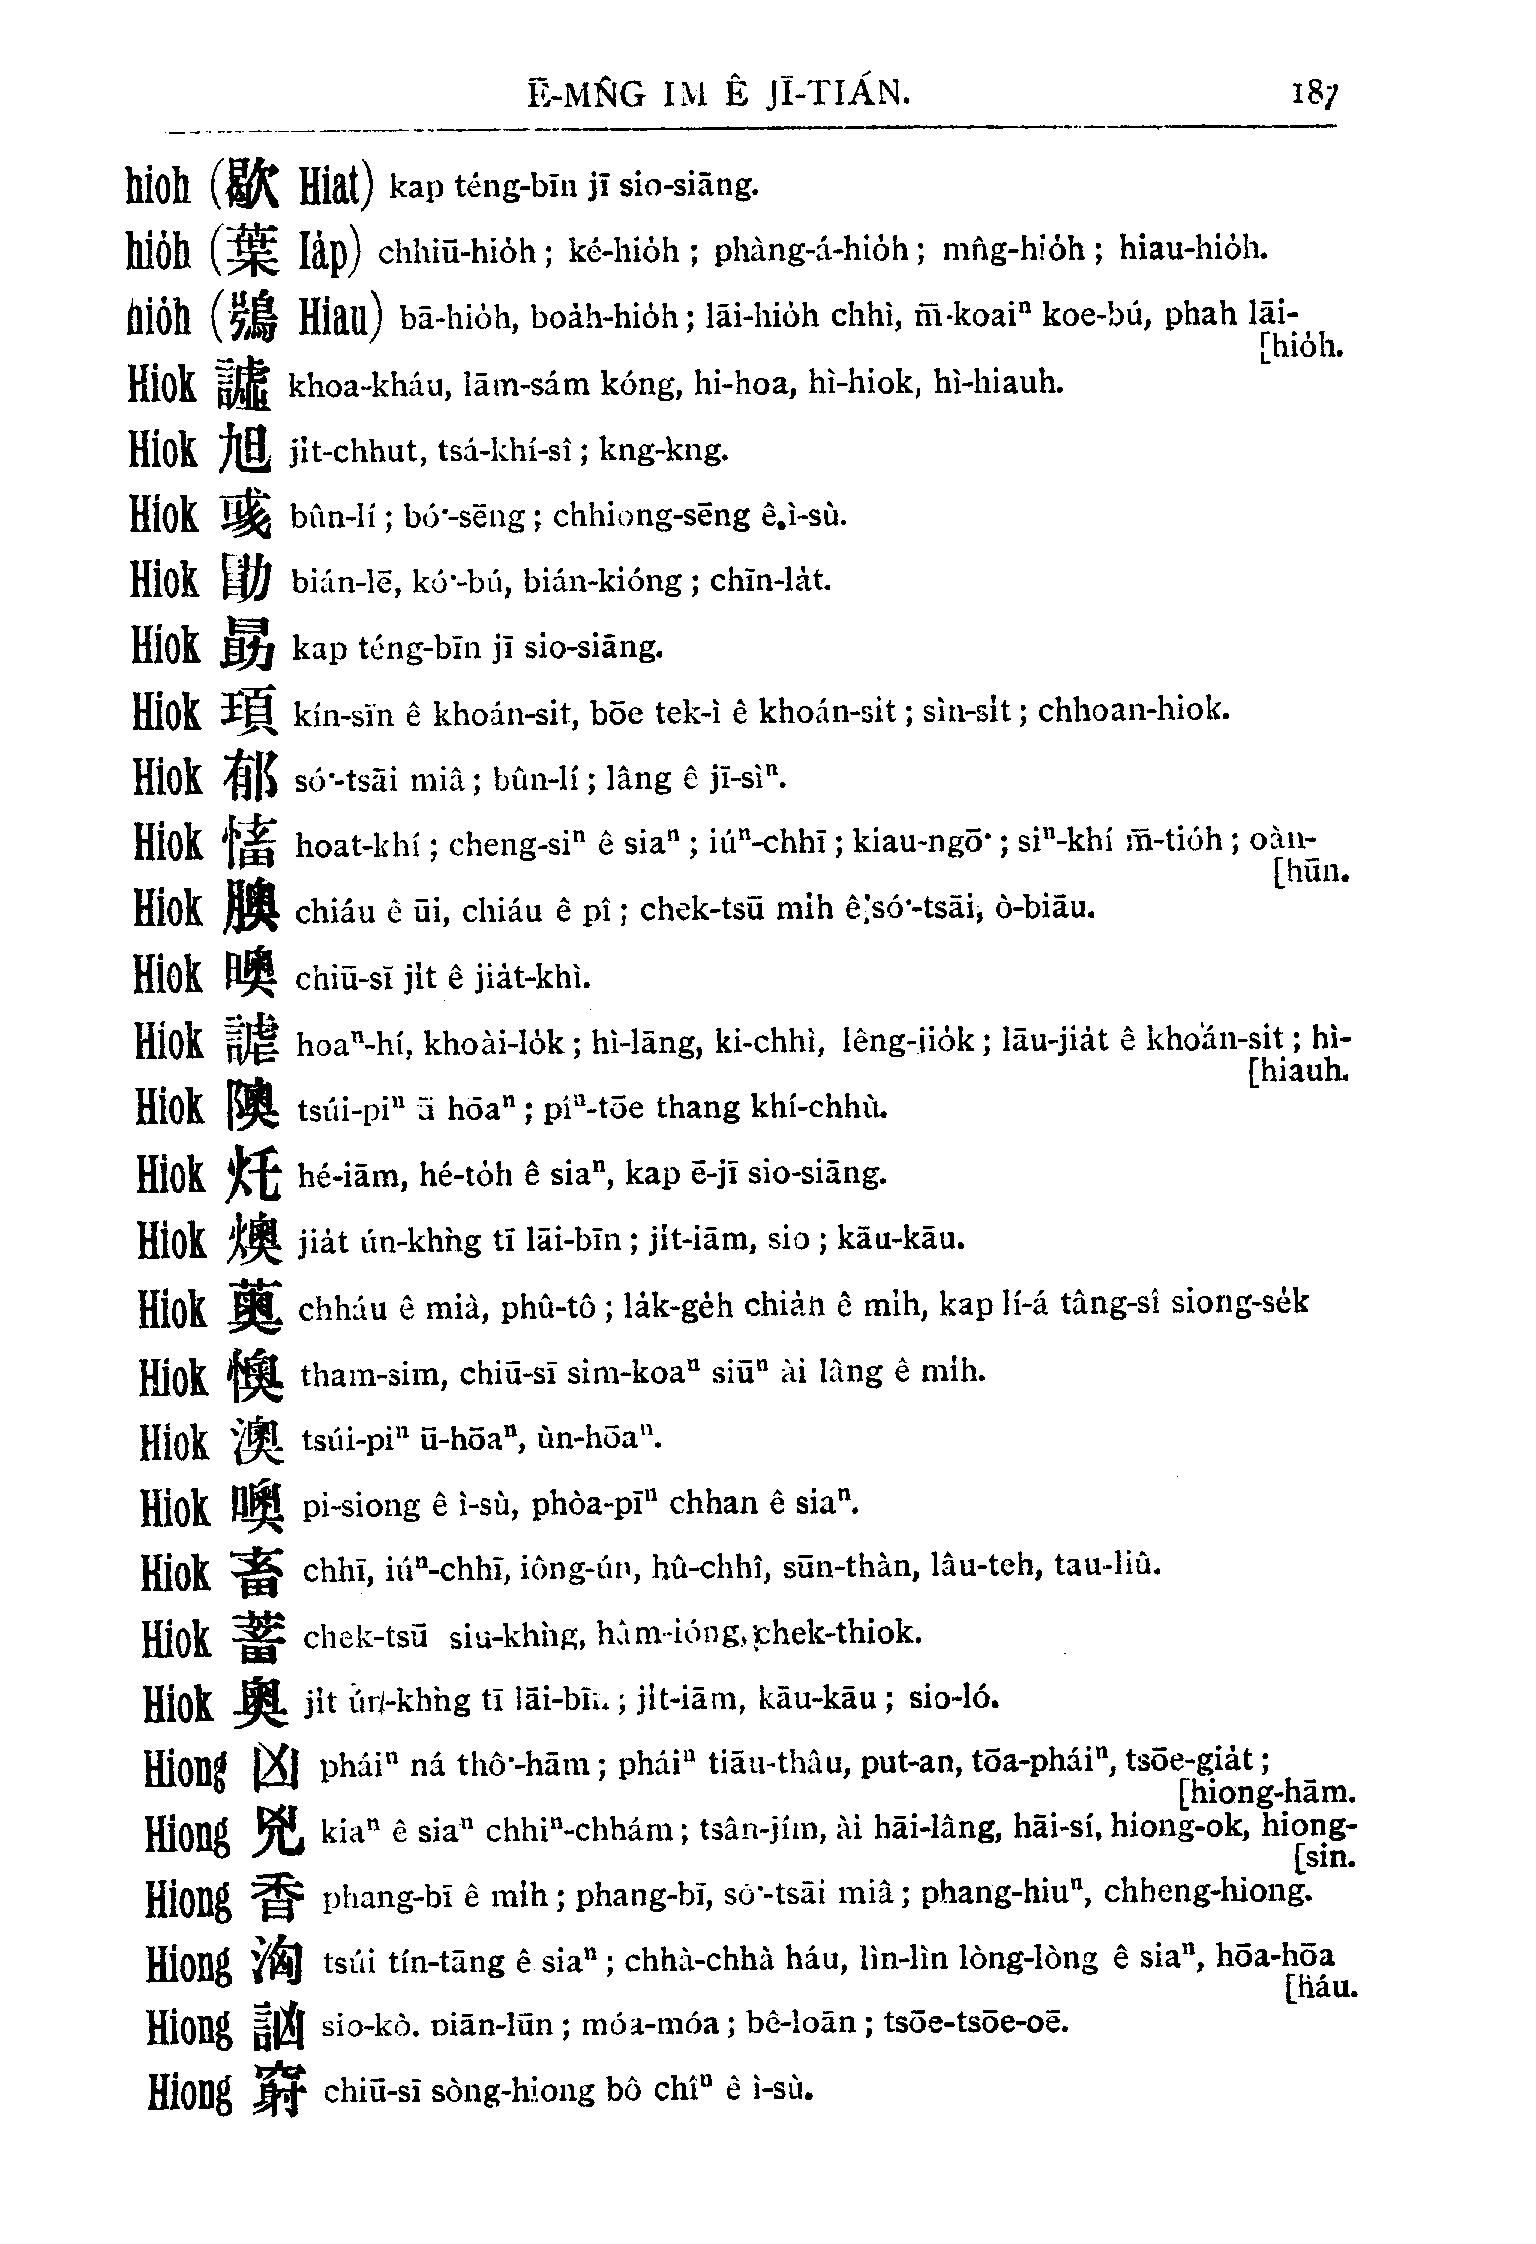 Ē-MN̂G IM Ê JĪ-TIÁN. 187
hioh (歇 Hiat) kap téng-bīn jī sio-siāng.
hio̍h (葉 Ia̍p) chhiū-hio̍h ; ké-hio̍h ; phàng-á-hio̍h ; mn̂g-hio̍h ; hiau-hio̍h.
hio̍h (鴞 Hiau) bā-hio̍h, boa̍h-hio̍h ; lāi-hio̍h chhì, m̄-koaiⁿ koe-bú, phah lāi-
[hio̍h.
Hiok 謔 khoa-kháu, lām-sám kóng, hi-hoa, hì-hiok, hì-hiauh.
Hiok 旭 ji̍t-chhut, tsá-khí-sî ; kng-kng.
Hiok 彧 bûn-lí ; bó͘-sēng ; chhiong-sēng ê ì-sù.
Hiok 勖 bián-lē, kó͘-bú, bián-kióng ; chīn-la̍t.
Hiok 勗 kap téng-bīn jī sio-siāng.
Hiok 頊 kín-sīn ê khoán-sit, bōe tek-ì ê khoán-sit ; sìn-si̍t ; chhoan-hiok.
Hiok 郁 só͘-tsāi miâ ; bûn-lí ; lâng ê jī-sìⁿ.
Hiok 慉 hoat-khí ; cheng-siⁿ ê siaⁿ ; iúⁿ-chhī ; kiau-ngō͘ ; siⁿ-khí m̄-tio̍h ; oàn-
[hūn.
Hiok 腴 chiáu ê ūi, chiáu ê pî ; chek-tsū mi̍h ê só͘-tsāi, ò-biāu.
Hiok 噢 chiū-sī ji̍t ê jia̍t-khì.
Hiok 謔 hoaⁿ-hí, khoài-lo̍k ; hì-lāng, ki-chhì, lêng-jio̍k ; lāu-jia̍t ê khoán-sit ; hì-
[hiauh.
Hiok 隩 tsúi-piⁿ ū hōaⁿ ; píⁿ-tōe thang khí-chhù.
Hiok 灹 hé-iām, hé-to̍h ê siaⁿ, kap ē-jī sio-siāng.
Hiok 燠 jia̍t ún-khǹg tī lāi-bīn ; ji̍t-iām, sio ; kāu-kāu.
Hiok 薁 chháu ê mià, phû-tô ; la̍k-ge̍h chia̍h ê mi̍h, kap lí-á tâng-sî siong-se̍k
Hiok 懊 tham-sim, chiū-sī sim-koaⁿ siūⁿ ài lâng ê mi̍h.
Hiok 澳 tsúi-piⁿ ū-hōaⁿ, ùn-hōaⁿ.
Hiok 噢 pi-siong ê ì-sù, phòa-pīⁿ chhan ê siaⁿ.
Hiok 畜 chhī, iúⁿ-chhī, iông-ún, hû-chhî, sūn-thàn, lâu-teh, tau-liû.
Hiok 蓄 chek-tsū siu-khǹg, hâm-ióng, chek-thiok.
Hiok 奧 ji̍t ún-khǹg tī lāi-bīn ; ji̍t-iām, kāu-kāu ; sio-ló.
Hiong 凶 pháiⁿ ná thô͘-hām ; pháiⁿ tiāu-thâu, put-an, tōa-pháiⁿ, tsōe-gia̍t ;
[hiong-hām.
Hiong 兇 kiaⁿ ê siaⁿ chhiⁿ-chhám ; tsân-jím, ài hāi-lâng, hāi-sí, hiong-ok, hiong-
[sin.
Hiong 香 phang-bī ê mi̍h ; phang-bī, só͘-tsāi miâ ; phang-hiuⁿ, chheng-hiong.
Hiong 洶 tsúi tín-tāng ê siaⁿ ; chhà-chhà háu, lìn-lìn lòng-lòng ê siaⁿ, hōa-hōa
[háu.
Hiong 訩 sio-kò. piān-lūn ; móa-móa ; bê-loān ; tsōe-tsōe-oē.
Hiong 窮 chiū-sī sòng-hiong bô chîⁿ ê ì-sù.